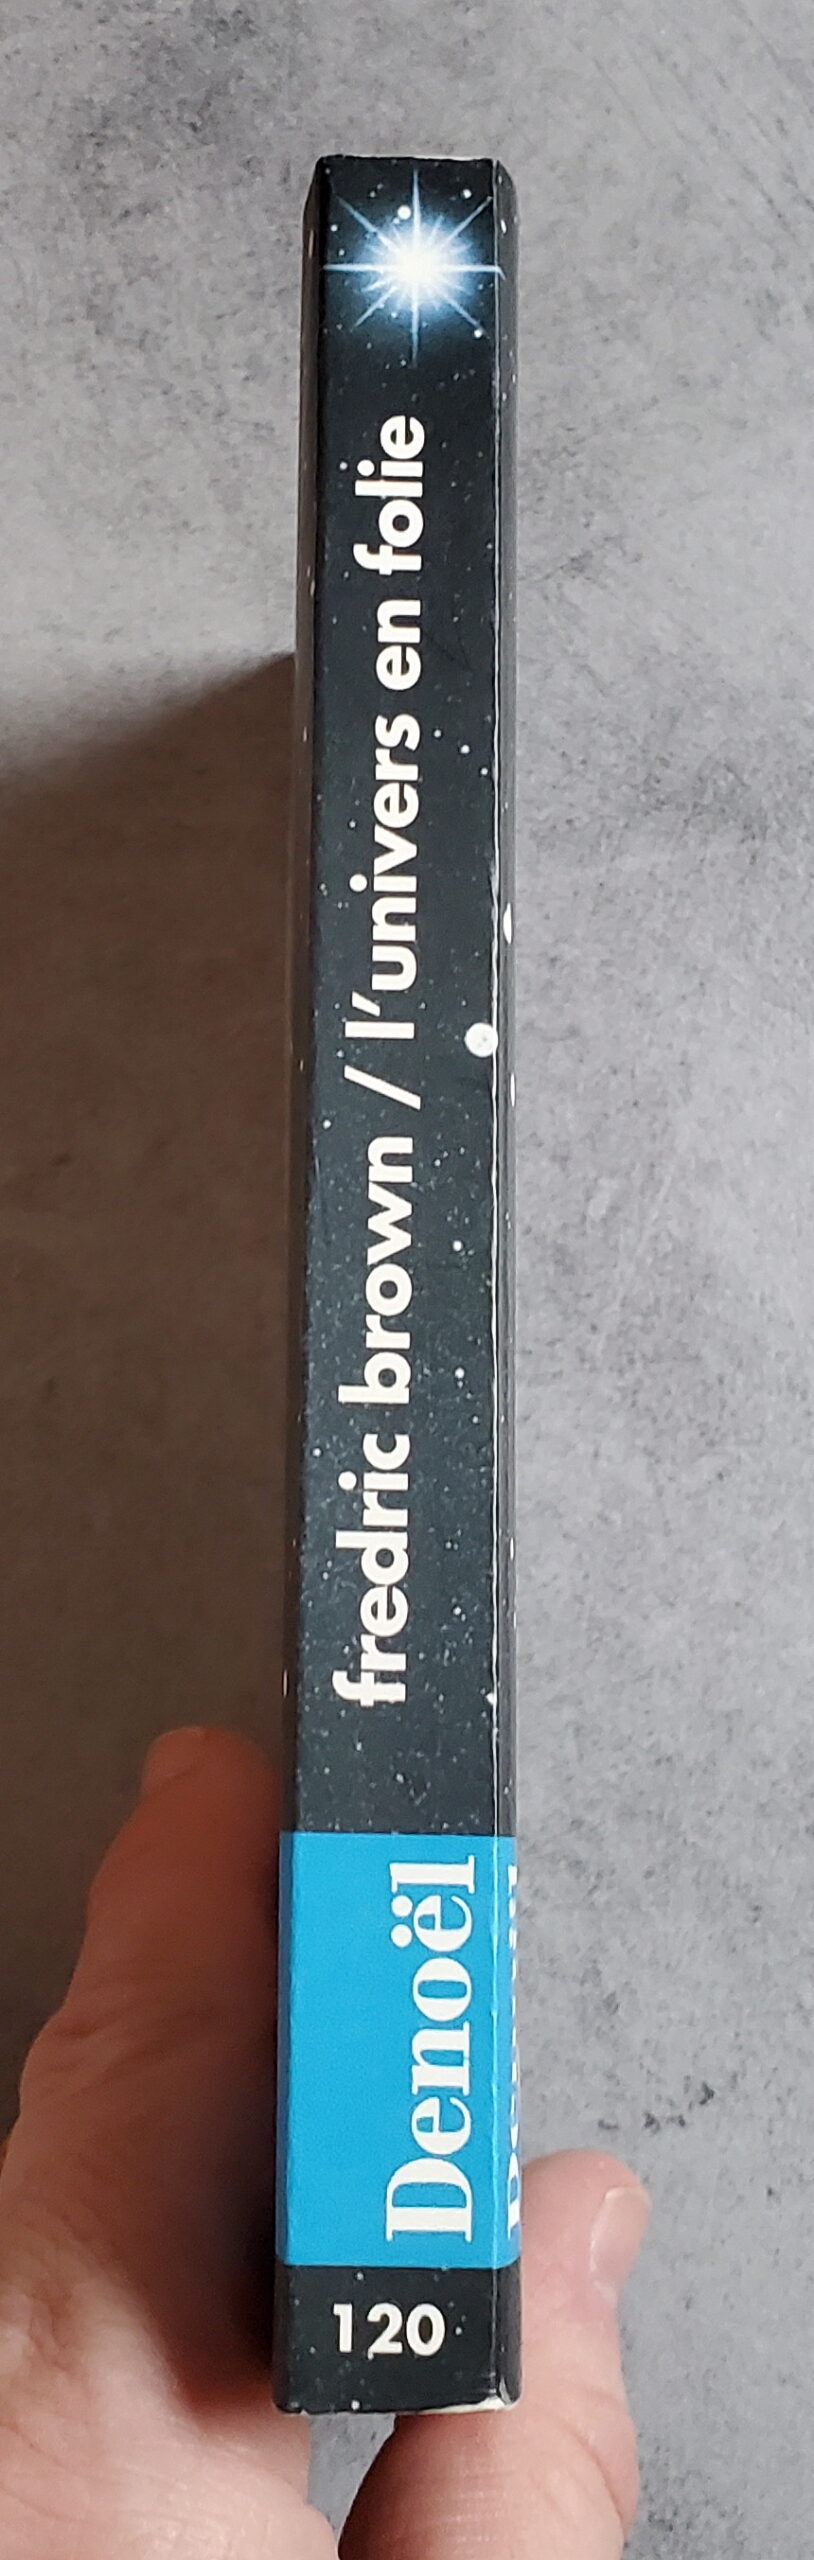 fredric brown / l'univers en folie
Denoël
120